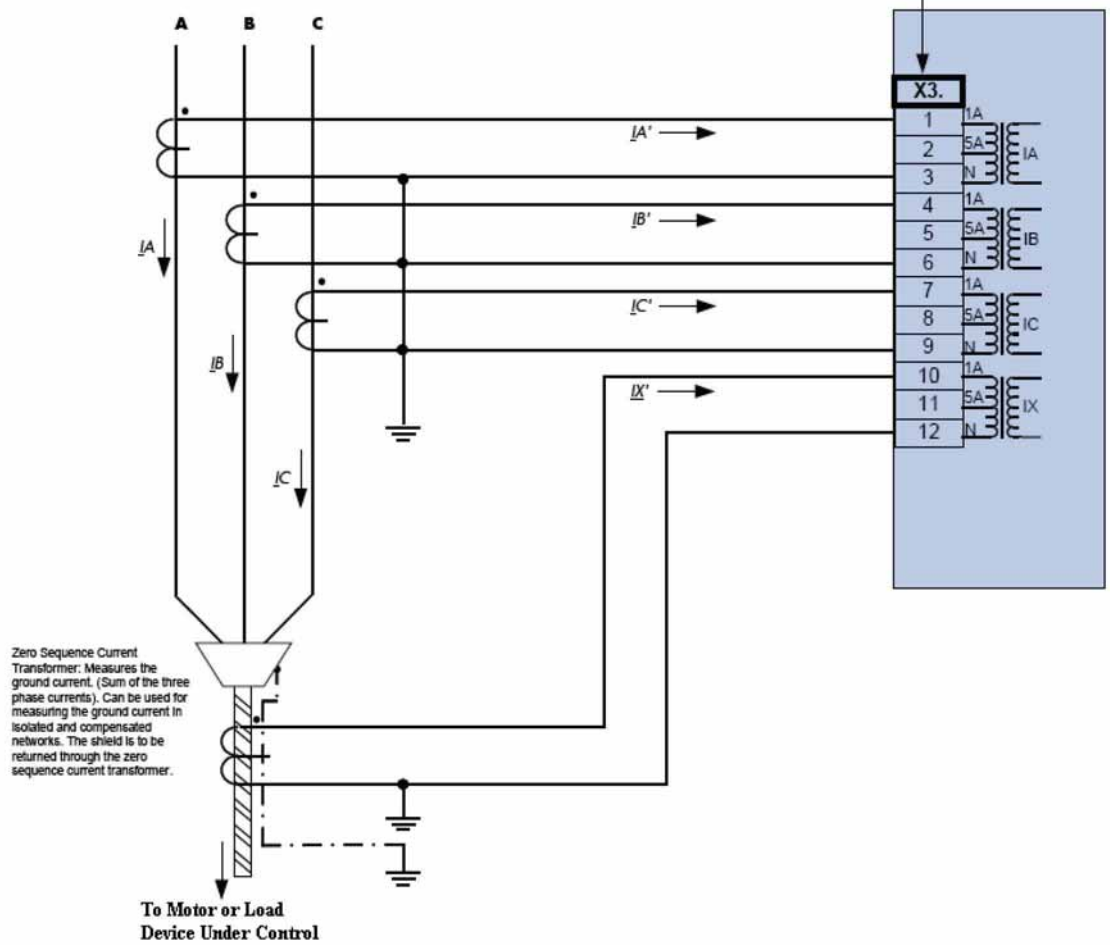 A B C
X3.
1 1A
2 5A IA
3 N
4 1A
5 5A IB
6 N
7 1A
8 5A IC
9 N
10 1A
11 5A IX
12 N
IA'
IB'
IC'
IX'
IA
IB
IC
Zero Sequence Current
Transformer: Measures the
ground current. (Sum of the three
phase currents). Can be used for
measuring the ground current in
isolated and compensated
networks. The shield is to be
returned through the zero
sequence current transformer.
To Motor or Load
Device Under Control